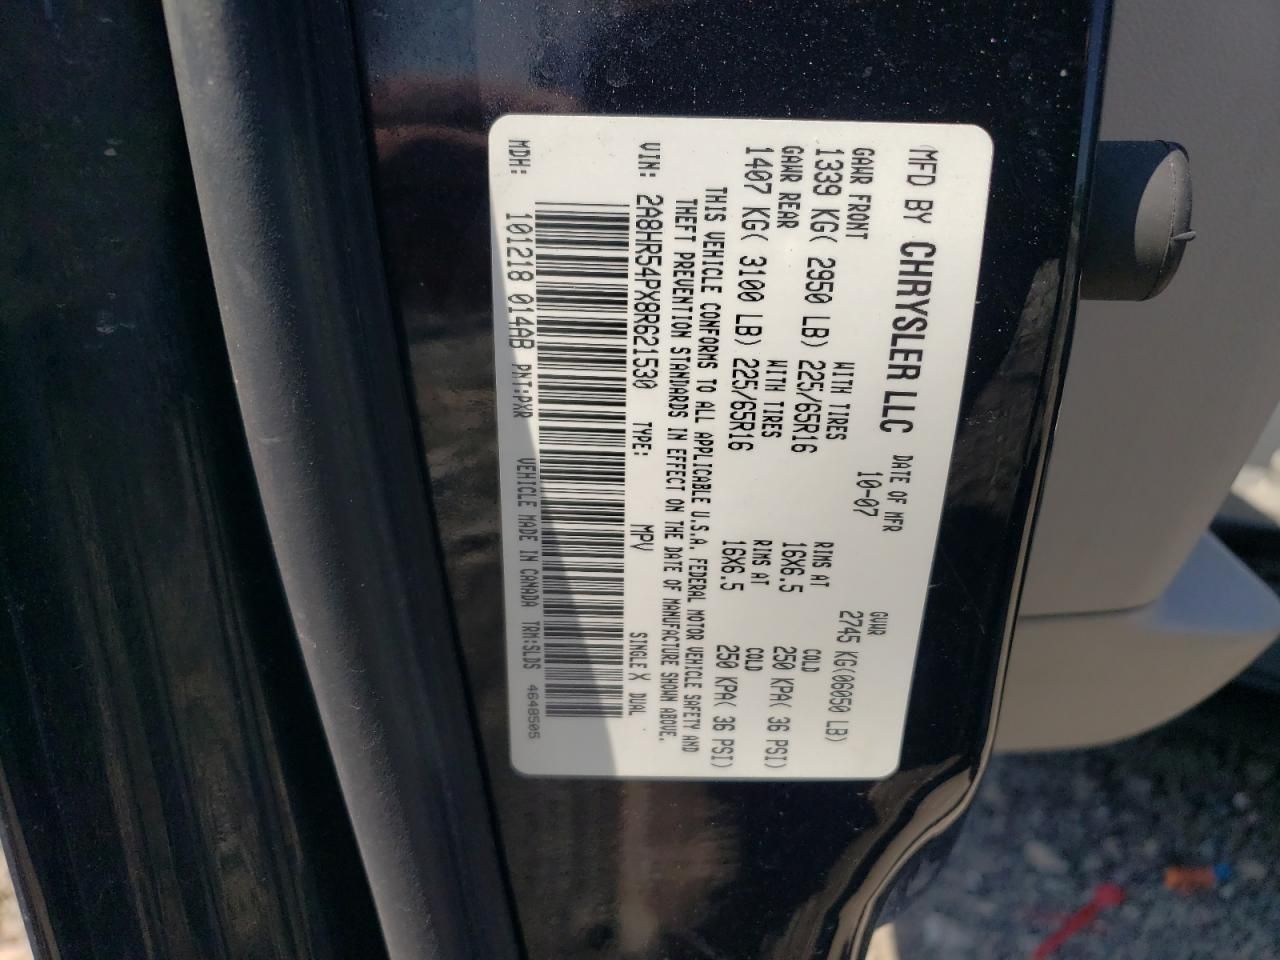 MFD BY CHRYSLER LLC DATE OF MFR GVWR
10-07 2745 KG(06050 LB)
GAWR FRONT WITH TIRES RIMS AT COLD
1339 KG( 2950 LB) 225/65R16 16X6.5 250 KPA( 36 PSI)
GAWR REAR WITH TIRES RIMS AT COLD
1407 KG( 3100 LB) 225/65R16 16X6.5 250 KPA( 36 PSI)
THIS VEHICLE CONFORMS TO ALL APPLICABLE U.S.A. FEDERAL MOTOR VEHICLE SAFETY AND
THEFT PREVENTION STANDARDS IN EFFECT ON THE DATE OF MANUFACTURE SHOWN ABOVE.
VIN: 2A8HR54PX8R621530 TYPE: MPV SINGLE X DUAL
MDH: 101218 014AB PNT:PXR VEHICLE MADE IN CANADA TRM:SLDS 4648505